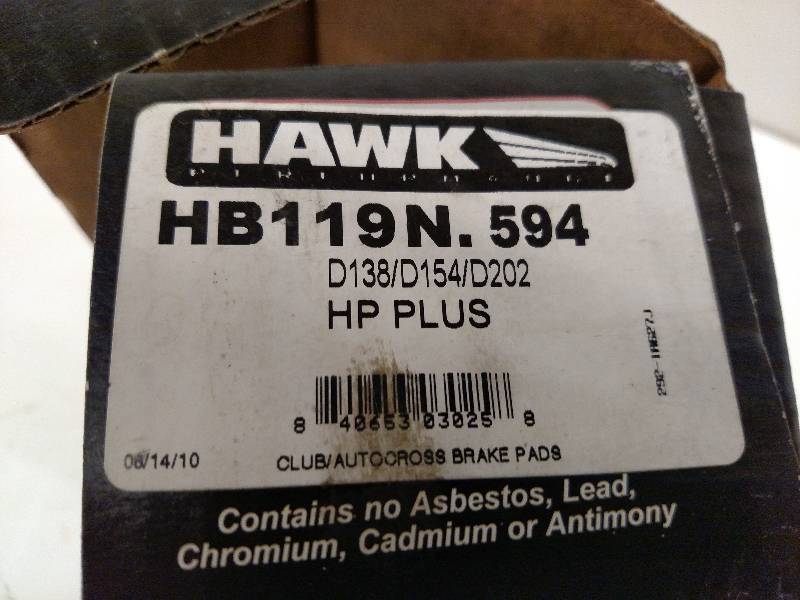 HAWK
PERFORMANCE
HB119N.594
D138/D154/D202
HP PLUS
8 40653 03025 8
06/14/10
CLUB/AUTOCROSS BRAKE PADS
Contains no Asbestos, Lead,
Chromium, Cadmium or Antimony